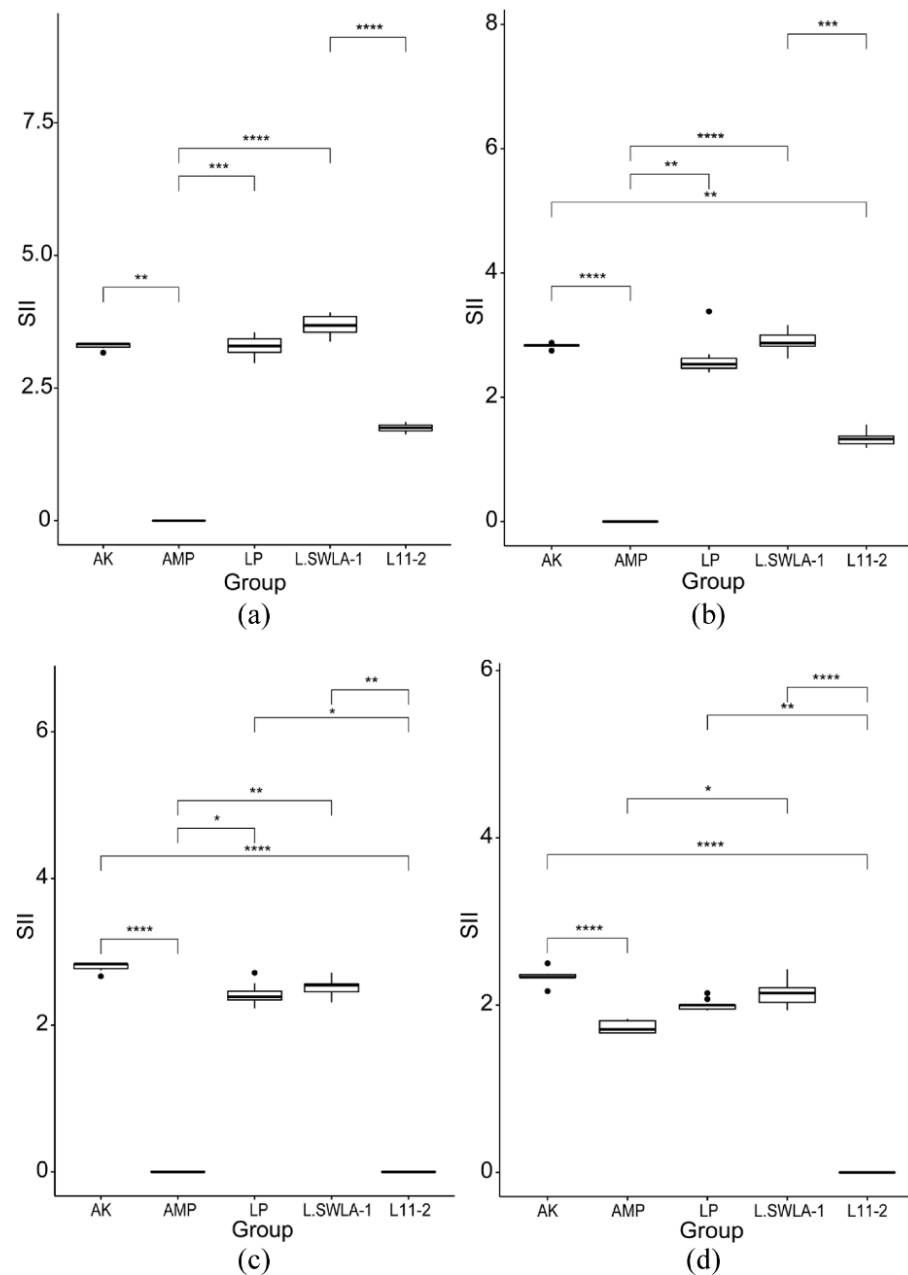 ****
7.5
****
***
5.0
**
SII
2.5
0
AK AMP LP L.SWLA-1 L11-2
Group
(a)
8
***
6
****
**
**
4
****
SII
2
0
AK AMP LP L.SWLA-1 L11-2
Group
(b)
**
6
*
**
*
****
4
****
SII
2
0
AK AMP LP L.SWLA-1 L11-2
Group
(c)
6
****
**
*
4
****
****
SII
2
0
AK AMP LP L.SWLA-1 L11-2
Group
(d)